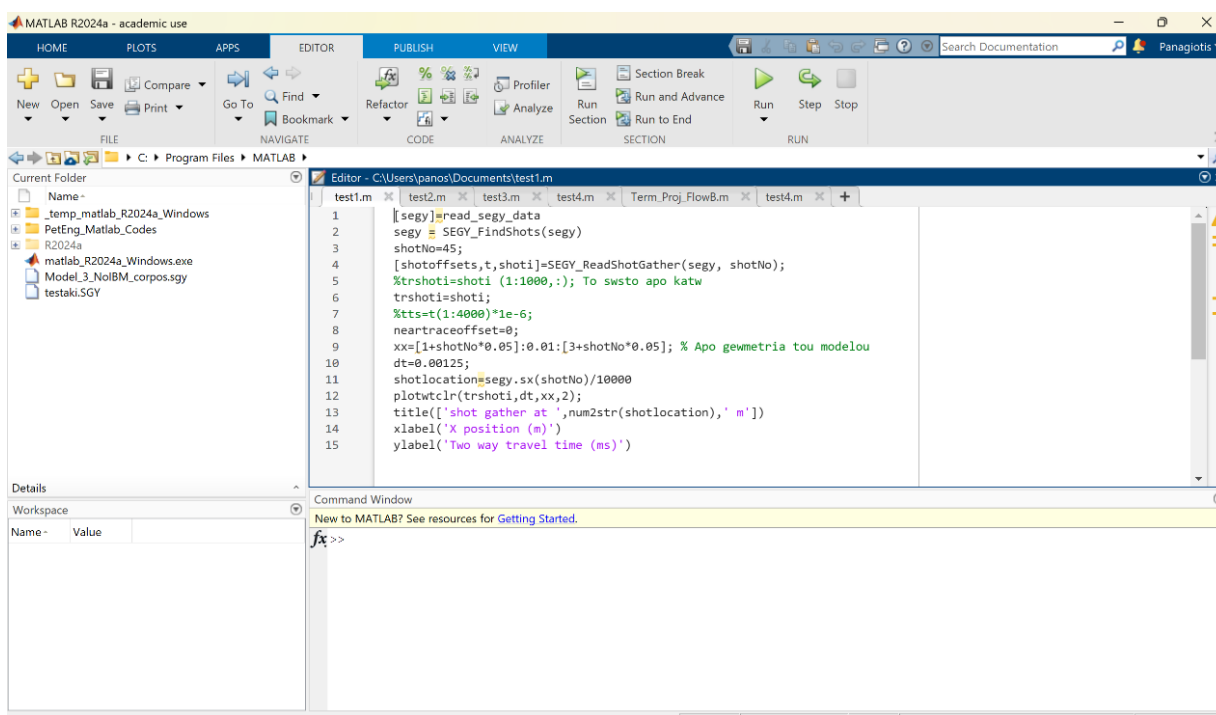 MATLAB R2024a - academic use
HOME PLOTS APPS EDITOR PUBLISH VIEW Search Documentation Panagiotis
New Open Save Compare Print Go To Find Bookmark Refactor Profiler Analyze Run Section Section Break Run and Advance Run to End Run Step Stop
FILE NAVIGATE CODE ANALYZE SECTION RUN
C: Program Files MATLAB
Current Folder
Name
_temp_matlab_R2024a_Windows
PetEng_Matlab_Codes
R2024a
matlab_R2024a_Windows.exe
Model_3_NoIBM_corpos.sgy
testaki.SGY
Details
Workspace
Name Value
Editor - C:\Users\panos\Documents\test1.m
test1.m test2.m test3.m test4.m Term_Proj_FlowB.m test4.m
1 [segy]=read_segy_data
2 segy = SEGY_FindShots(segy)
3 shotNo=45;
4 [shotoffsets,t,shoti]=SEGY_ReadShotGather(segy, shotNo);
5 %trshoti=shoti (1:1000,:); To swsto apo katw
6 trshoti=shoti;
7 %tts=t(1:4000)*1e-6;
8 neartraceoffset=0;
9 xx=[1+shotNo*0.05]:0.01:[3+shotNo*0.05]; % Apo gewmetria tou modelou
10 dt=0.00125;
11 shotlocation=segy.sx(shotNo)/10000
12 plotwtclr(trshoti,dt,xx,2);
13 title(['shot gather at ',num2str(shotlocation),' m'])
14 xlabel('X position (m)')
15 ylabel('Two way travel time (ms)')
Command Window
New to MATLAB? See resources for Getting Started.
fx >>